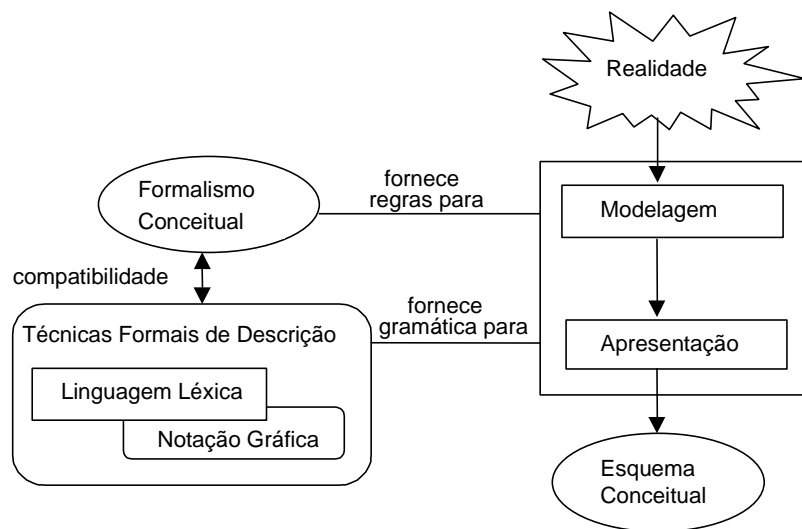 Realidade
Formalismo
Conceitual
fornece
regras para
Modelagem
compatibilidade
Técnicas Formais de Descrição
fornece
gramática para
Apresentação
Linguagem Léxica
Notação Gráfica
Esquema
Conceitual